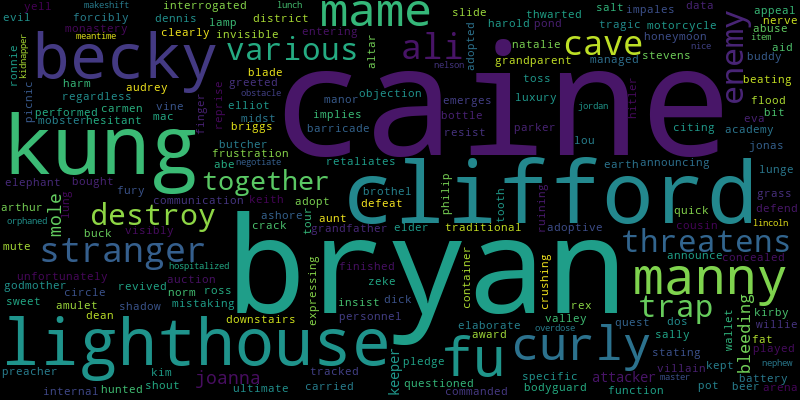 yell
makeshift
lunch
interrogated
mame
slide
salt
impales
data
evil
forcibly
dennis
lamp
district
harold
pond
thwarted
motorcycle
appeal
nerve
monastery
clearly
invisible
entering
tragic
honeymoon
abuse
meantime
becky
various
altar
ali
adopted
natalie
cave
enemy
nice
item
aid
ronnie
kidnapper
blade
nelson
grandparent
managed
stevens
buddy
harm
audrey
greeted
obstacle
caine
toss
beating
picnic
regardless
carmen
vine
finger
reprise
elliot
manor
objection
emerges
luxury
jordan
hitler
flood
performed
mac
midst
implies
bottle
parker
citing
eva
bit
mobster
hesitant
briggs
barricade
resist
lou
academy
kung
butcher
retaliates
earth
announcing
jonas
frustration
abe
negotiate
clifford
lunge
elephant
bought
together
philip
tooth
ruining
grass
fury
brothel
arthur
long
communication
keith
adopt
defeat
quick
defend
orphaned
mole
destroy
aunt
tour
ashore
grandfather
elder
traditional
adoptive
cousin
lincoln
mute
buck
visibly
crack
bryan
threatens
stranger
finished
announce
concealed
unfortunately
hospitalized
auction
expressing
zeke
container
crushing
manny
godmother
circle
revived
norm
ross
insist
dick
rex
trap
sweet
amulet
shadow
mistaking
personnel
valley
quest
dos
wallet
bleeding
kirby
dean
downstairs
elaborate
award
overdose
sally
willie
lighthouse
fu
curly
stating
fat
played
preacher
kim
joanna
tracked
keeper
pledge
specific
attacker
villain
kept
nephew
internal
hunted
shout
ultimate
carried
questioned
commanded
bodyguard
function
master
pot
beer
battery
arena